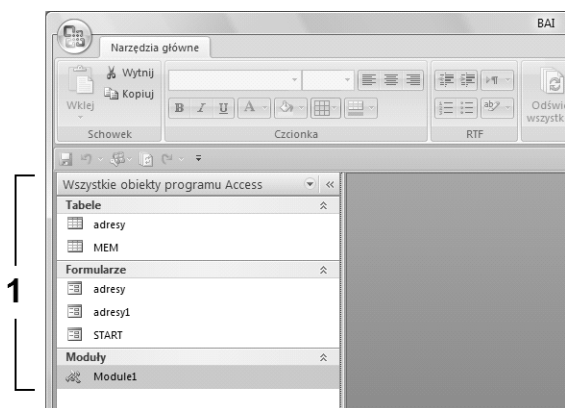 BAI
Narzędzia główne
Wklej
Wytnij
Kopiuj
B I U A
Schowek
Czcionka
RTF
Odśwież
wszystk
1
Wszystkie obiekty programu Access
Tabele
adresy
MEM
Formularze
adresy
adresy1
START
Moduły
Module1